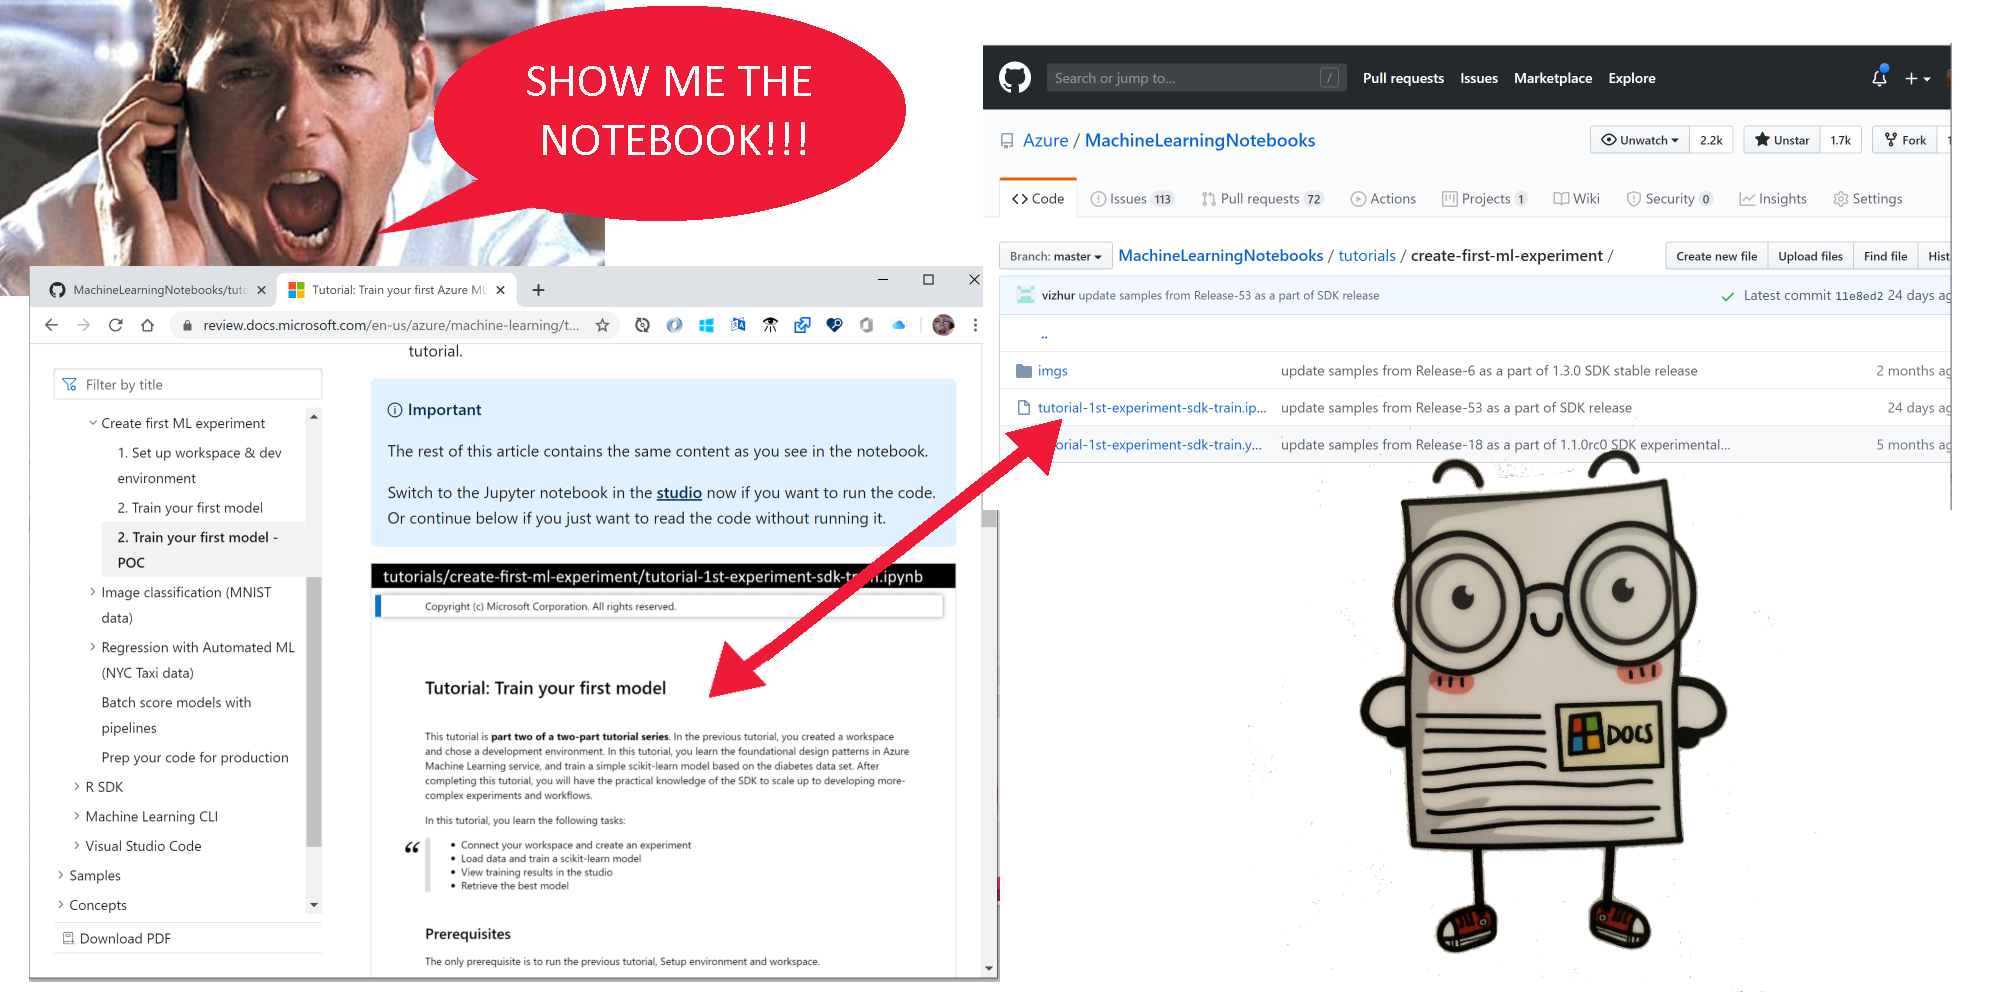 SHOW ME THE
NOTEBOOK!!!
MachineLearningNotebooks/tuto
Tutorial: Train your first Azure ML
review.docs.microsoft.com/en-us/azure/machine-learning/t...
tutorial.
Filter by title
Create first ML experiment
1. Set up workspace & dev
environment
2. Train your first model
2. Train your first model -
POC
Image classification (MNIST
data)
Regression with Automated ML
(NYC Taxi data)
Batch score models with
pipelines
Prep your code for production
R SDK
Machine Learning CLI
Visual Studio Code
Samples
Concepts
Download PDF
Important
The rest of this article contains the same content as you see in the notebook.
Switch to the Jupyter notebook in the studio now if you want to run the code.
Or continue below if you just want to read the code without running it.
tutorials/create-first-ml-experiment/tutorial-1st-experiment-sdk-train.ipynb
Copyright (c) Microsoft Corporation. All rights reserved.
Tutorial: Train your first model
This tutorial is part two of a two-part tutorial series. In the previous tutorial, you created a workspace
and chose a development environment. In this tutorial, you learn the foundational design patterns in Azure
Machine Learning service, and train a simple scikit-learn model based on the diabetes data set. After
completing this tutorial, you will have the practical knowledge of the SDK to scale up to developing more-
complex experiments and workflows.
In this tutorial, you learn the following tasks:
• Connect your workspace and create an experiment
• Load data and train a scikit-learn model
• View training results in the studio
• Retrieve the best model
Prerequisites
The only prerequisite is to run the previous tutorial, Setup environment and workspace.
Search or jump to... / Pull requests Issues Marketplace Explore
Azure / MachineLearningNotebooks Unwatch 2.2k Unstar 1.7k Fork
Code Issues 113 Pull requests 72 Actions Projects 1 Wiki Security 0 Insights Settings
Branch: master MachineLearningNotebooks / tutorials / create-first-ml-experiment / Create new file Upload files Find file Hist
vizhur update samples from Release-53 as a part of SDK release Latest commit 11e8ed2 24 days ag
..
imgs update samples from Release-6 as a part of 1.3.0 SDK stable release 2 months ag
tutorial-1st-experiment-sdk-train.ip... update samples from Release-53 as a part of SDK release 24 days ag
orial-1st-experiment-sdk-train.y... update samples from Release-18 as a part of 1.1.0rc0 SDK experimental... 5 months ag
DOCS